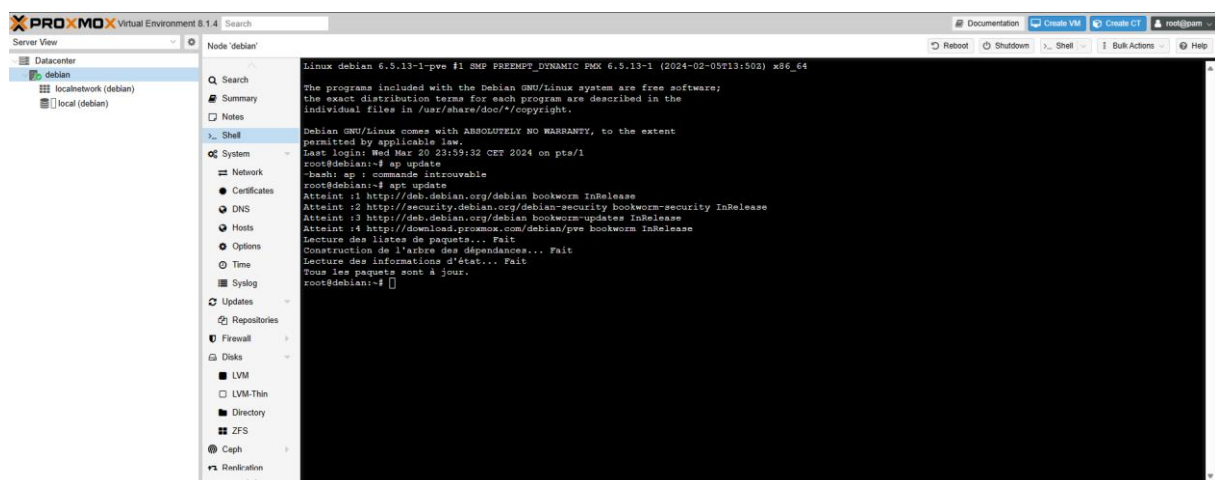 PROXMOX Virtual Environment 8.1.4 Search
Documentation Create VM Create CT root@pam
Server View
Node 'debian'
Reboot Shutdown >_ Shell Bulk Actions Help
Datacenter
debian
localnetwork (debian)
local (debian)
Search
Summary
Notes
>_ Shell
System
Network
Certificates
DNS
Hosts
Options
Time
Syslog
Updates
Repositories
Firewall
Disks
LVM
LVM-Thin
Directory
ZFS
Ceph
Replication
Linux debian 6.5.13-1-pve #1 SMP PREEMPT_DYNAMIC PMX 6.5.13-1 (2024-02-05T13:50Z) x86_64
The programs included with the Debian GNU/Linux system are free software;
the exact distribution terms for each program are described in the
individual files in /usr/share/doc/*/copyright.
Debian GNU/Linux comes with ABSOLUTELY NO WARRANTY, to the extent
permitted by applicable law.
Last login: Wed Mar 20 23:59:32 CET 2024 on pts/1
root@debian:~# ap update
-bash: ap : commande introuvable
root@debian:~# apt update
Atteint :1 http://deb.debian.org/debian bookworm InRelease
Atteint :2 http://security.debian.org/debian-security bookworm-security InRelease
Atteint :3 http://deb.debian.org/debian bookworm-updates InRelease
Atteint :4 http://download.proxmox.com/debian/pve bookworm InRelease
Lecture des listes de paquets... Fait
Construction de l'arbre des dépendances... Fait
Lecture des informations d'état... Fait
Tous les paquets sont à jour.
root@debian:~#